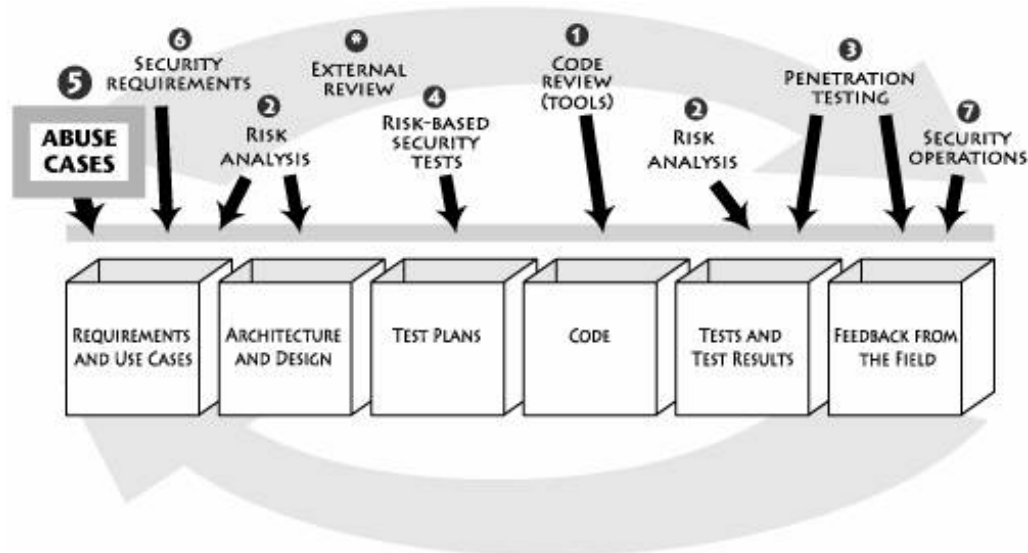 5
ABUSE
CASES
6
SECURITY
REQUIREMENTS
2
RISK
ANALYSIS
*
EXTERNAL
REVIEW
4
RISK-BASED
SECURITY
TESTS
1
CODE
REVIEW
(TOOLS)
2
RISK
ANALYSIS
3
PENETRATION
TESTING
7
SECURITY
OPERATIONS
REQUIREMENTS
AND USE CASES
ARCHITECTURE
AND DESIGN
TEST PLANS
CODE
TESTS AND
TEST RESULTS
FEEDBACK FROM
THE FIELD